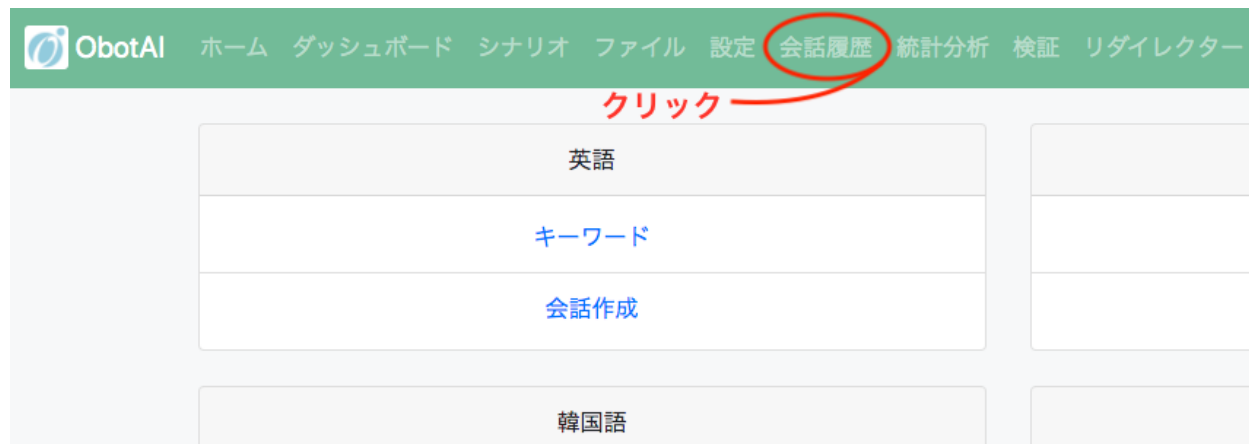 ObotAI ホーム ダッシュボード シナリオ ファイル 設定 会話履歴 統計分析 検証 リダイレクター
クリック
英語
キーワード
会話作成
韓国語